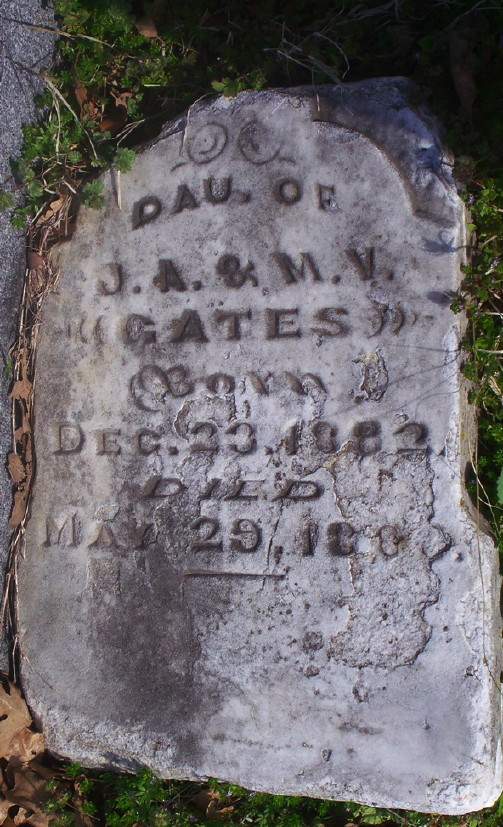 DAU. OF
J. A. & M. V.
GATES
BORN
DEC. 23. 1882.
DIED
MAY 29, 188